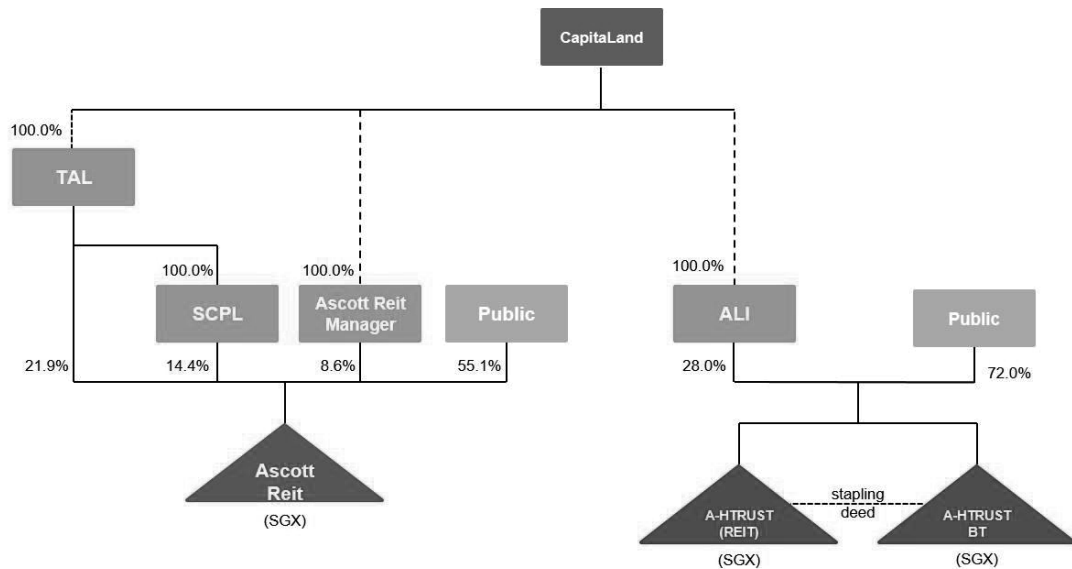 CapitaLand
100.0%
TAL
100.0%
100.0%
100.0%
SCPL
Ascott Reit
Manager
Public
ALI
Public
21.9%
14.4%
8.6%
55.1%
28.0%
72.0%
Ascott
Reit
(SGX)
A-HTRUST
(REIT)
(SGX)
stapling
deed
A-HTRUST
BT
(SGX)